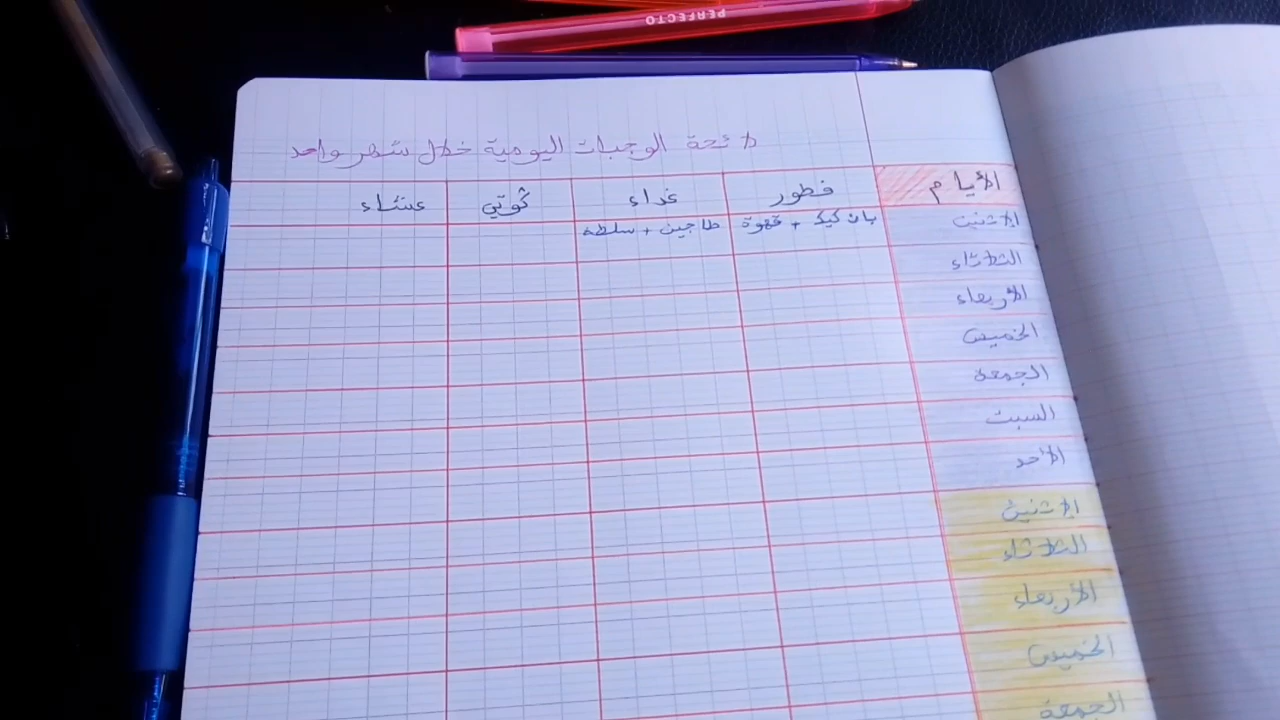 PERFECTO
لائحة الوجبات اليومية خلال شهر واحد
الأيام فطور غداء ڭوتي عشاء
الاثنين بان كيك + قهوة طاجين + سلطة
الثلاثاء
الأربعاء
الخميس
الجمعة
السبت
الأحد
الاثنين
الثلاثاء
الأربعاء
الخميس
الجمعة